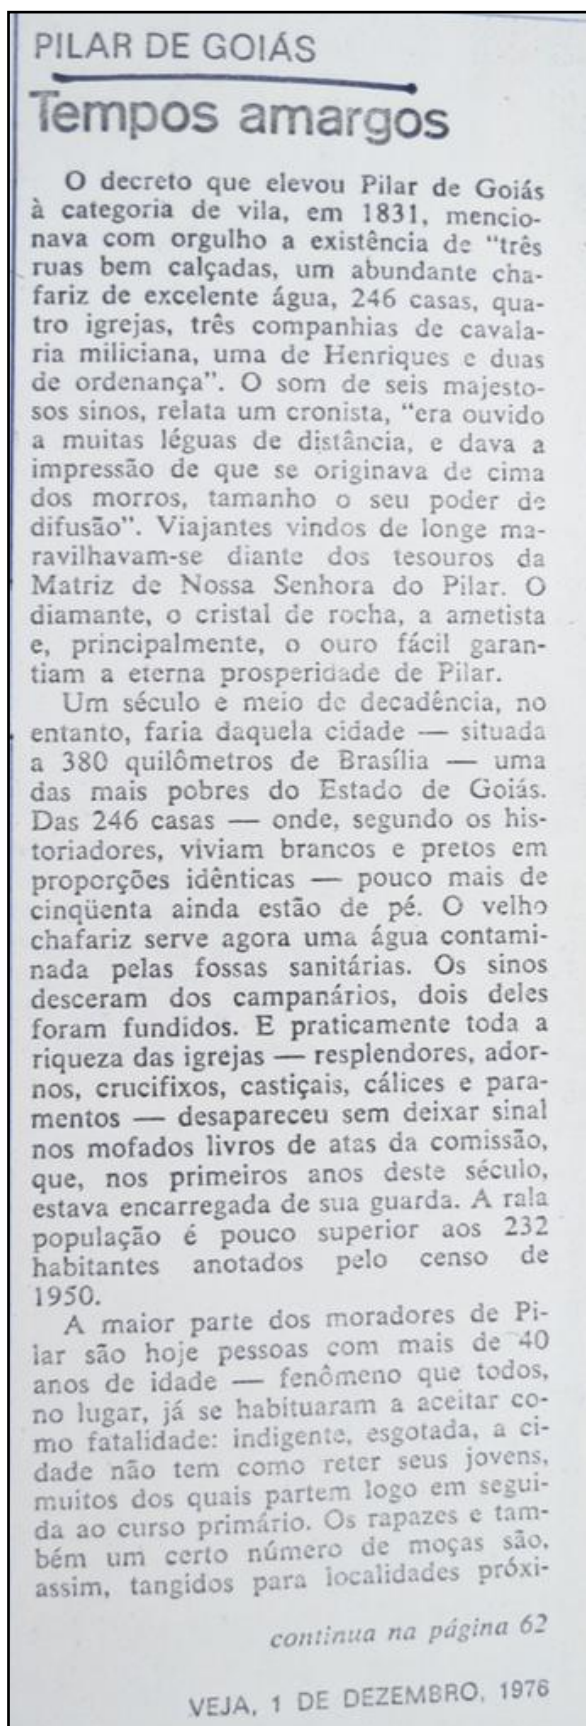 PILAR DE GOIÁS
Tempos amargos
O decreto que elevou Pilar de Goiás
à categoria de vila, em 1831, mencio-
nava com orgulho a existência de “três
ruas bem calçadas, um abundante cha-
fariz de excelente água, 246 casas, qua-
tro igrejas, três companhias de cavala-
ria miliciana, uma de Henriques e duas
de ordenança”. O som de seis majesto-
sos sinos, relata um cronista, “era ouvido
a muitas léguas de distância, e dava a
impressão de que se originava de cima
dos morros, tamanho o seu poder de
difusão”. Viajantes vindos de longe ma-
ravilhavam-se diante dos tesouros da
Matriz de Nossa Senhora do Pilar. O
diamante, o cristal de rocha, a ametista
e, principalmente, o ouro fácil garan-
tiam a eterna prosperidade de Pilar.
Um século e meio de decadência, no
entanto, faria daquela cidade — situada
a 380 quilômetros de Brasília — uma
das mais pobres do Estado de Goiás.
Das 246 casas — onde, segundo os his-
toriadores, viviam brancos e pretos em
proporções idênticas — pouco mais de
cinqüenta ainda estão de pé. O velho
chafariz serve agora uma água contami-
nada pelas fossas sanitárias. Os sinos
desceram dos campanários, dois deles
foram fundidos. E praticamente toda a
riqueza das igrejas — resplendores, ador-
nos, crucifixos, castiçais, cálices e para-
mentos — desapareceu sem deixar sinal
nos mofados livros de atas da comissão,
que, nos primeiros anos deste século,
estava encarregada de sua guarda. A rala
população é pouco superior aos 232
habitantes anotados pelo censo de
1950.
A maior parte dos moradores de Pi-
lar são hoje pessoas com mais de 40
anos de idade — fenômeno que todos,
no lugar, já se habituaram a aceitar co-
mo fatalidade: indigente, esgotada, a ci-
dade não tem como reter seus jovens,
muitos dos quais partem logo em segui-
da ao curso primário. Os rapazes e tam-
bém um certo número de moças são,
assim, tangidos para localidades próxi-
continua na página 62
VEJA, 1 DE DEZEMBRO, 1976